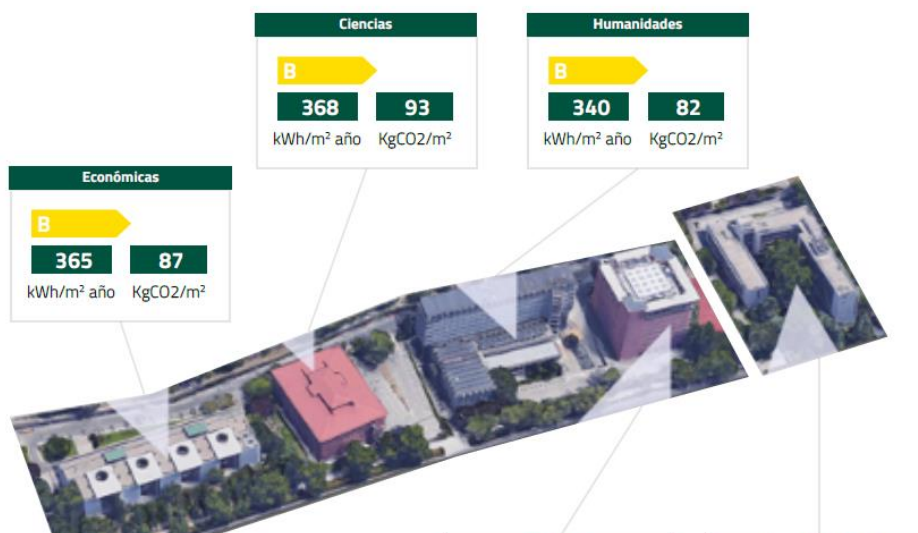 Ciencias
B
368 93
kWh/m² año KgCO2/m²
Humanidades
B
340 82
kWh/m² año KgCO2/m²
Económicas
B
365 87
kWh/m² año KgCO2/m²